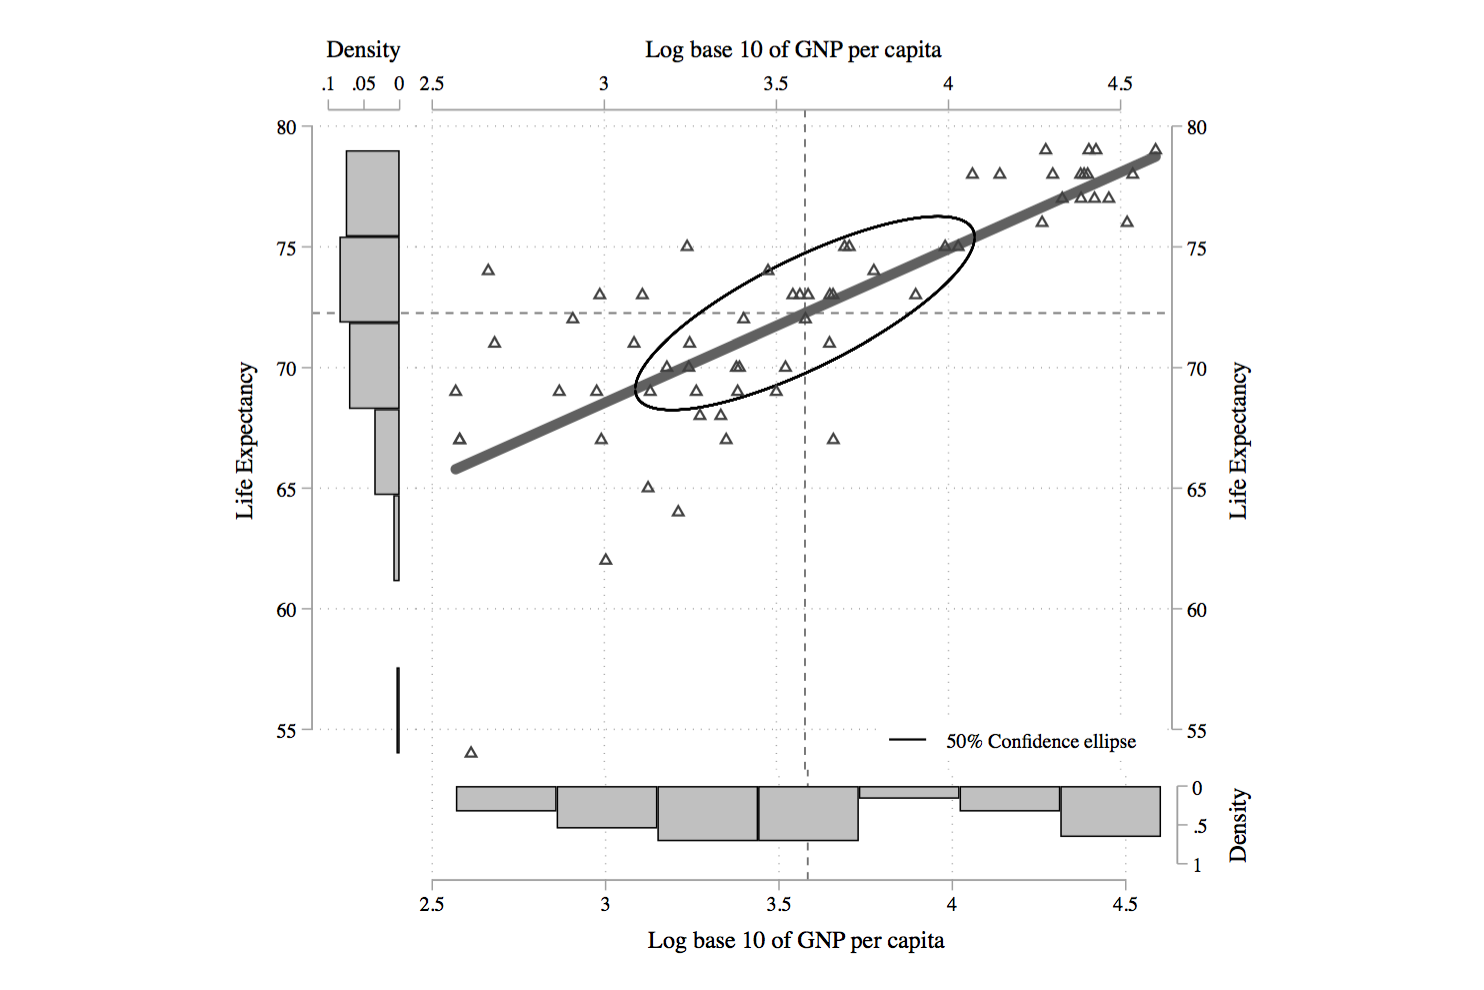 Density Log base 10 of GNP per capita
.1 .05 0 2.5 3 3.5 4 4.5
80 80
75 75
70 70
Life Expectancy
Life Expectancy
65 65
60 60
55 55
50% Confidence ellipse
0
.5
1
Density
2.5 3 3.5 4 4.5
Log base 10 of GNP per capita